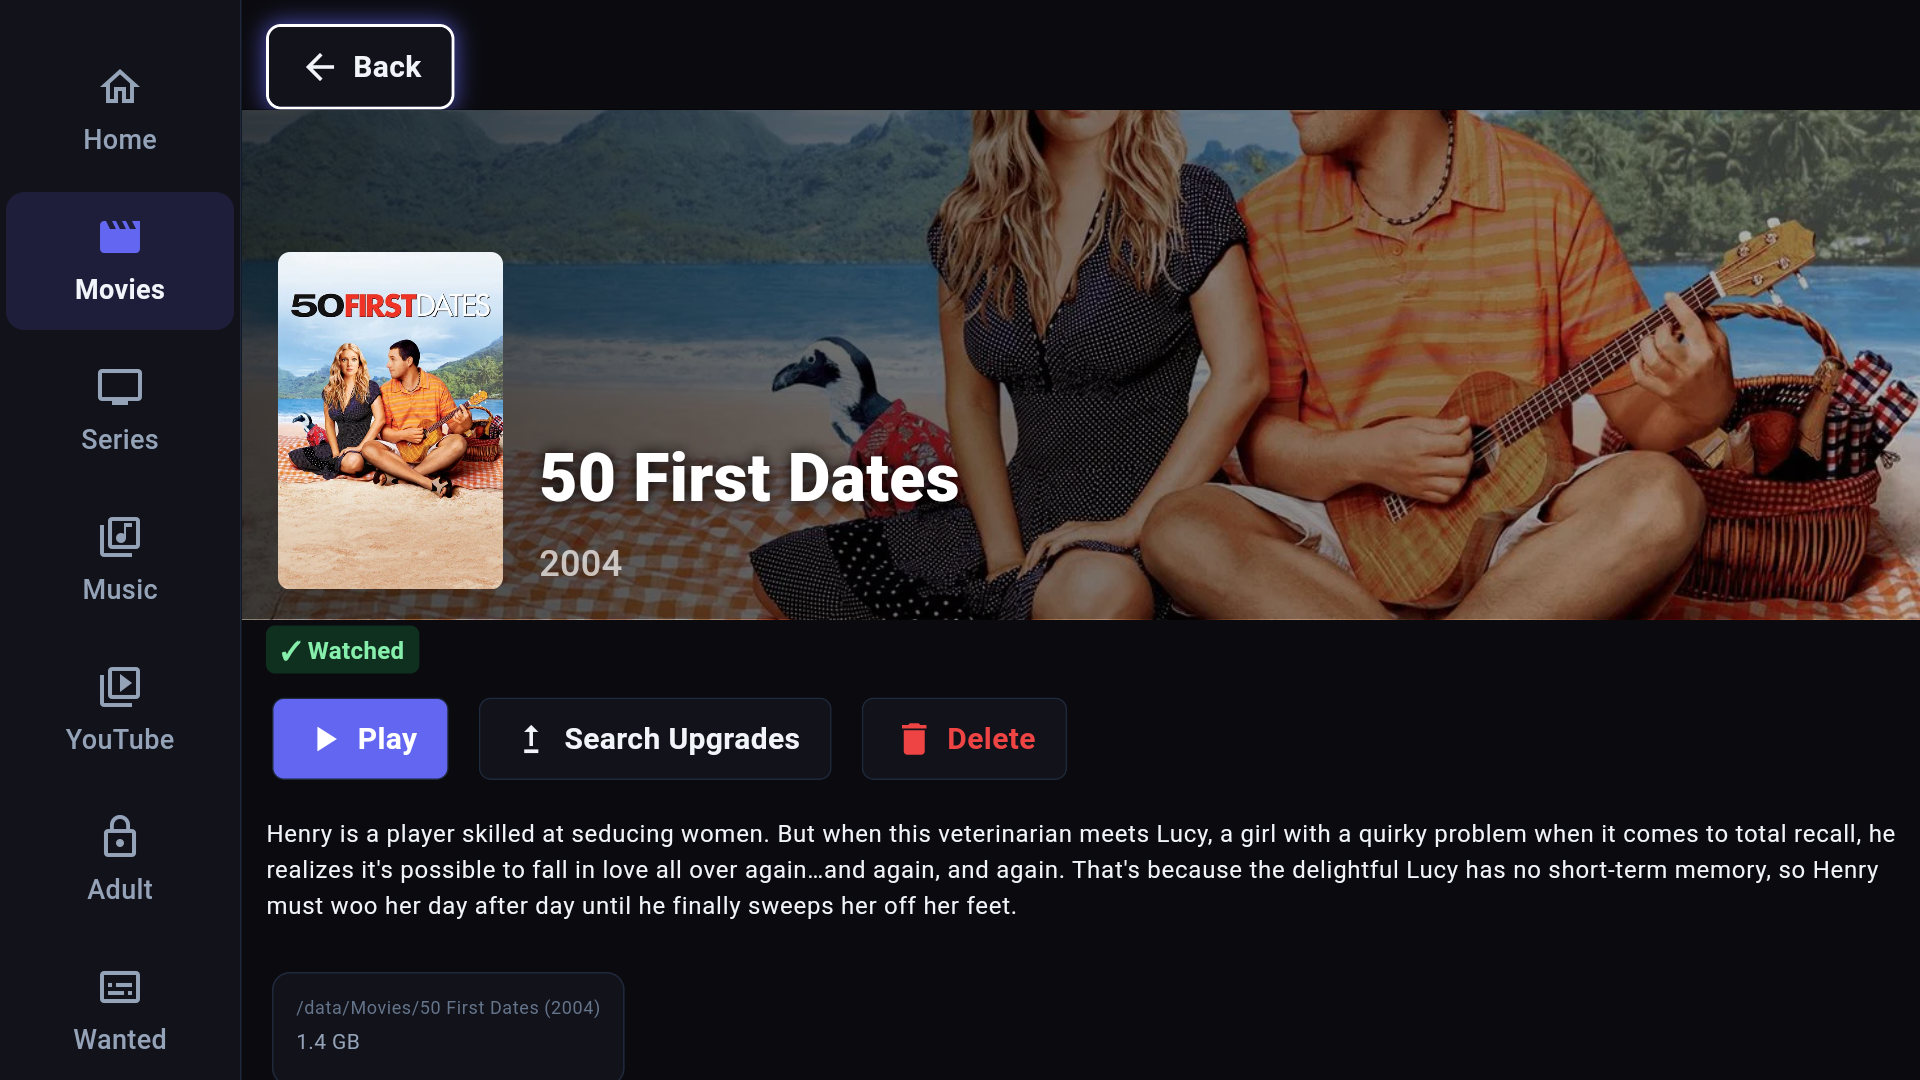 Back
Home
Movies
Series
Music
YouTube
Adult
Wanted
50FIRSTDATES
50 First Dates
2004
✓ Watched
Play
Search Upgrades
Delete
Henry is a player skilled at seducing women. But when this veterinarian meets Lucy, a girl with a quirky problem when it comes to total recall, he
realizes it's possible to fall in love all over again…and again, and again. That's because the delightful Lucy has no short-term memory, so Henry
must woo her day after day until he finally sweeps her off her feet.
/data/Movies/50 First Dates (2004)
1.4 GB